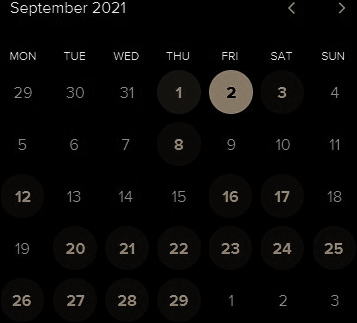 September 2021
MON TUE WED THU FRI SAT SUN
29 30 31 1 2 3 4
5 6 7 8 9 10 11
12 13 14 15 16 17 18
19 20 21 22 23 24 25
26 27 28 29 1 2 3